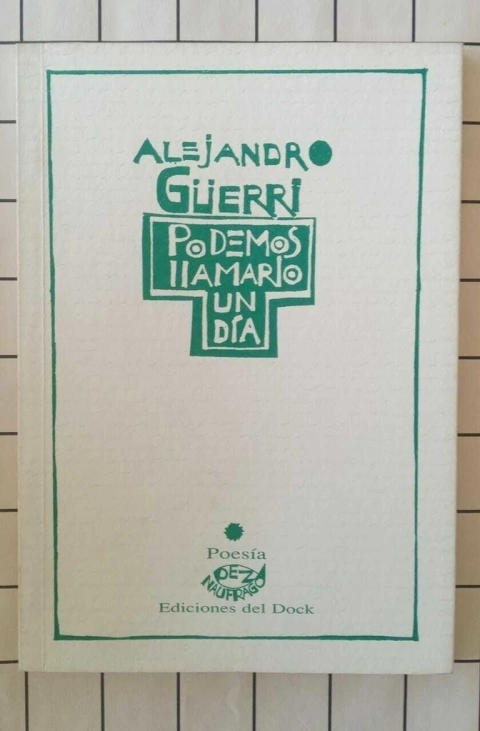 ALEJANDRO
GÜERRI
PODEMOS
LLAMARLO
UN
DÍA
Poesía
PEZ
NAUFRAGO
Ediciones del Dock